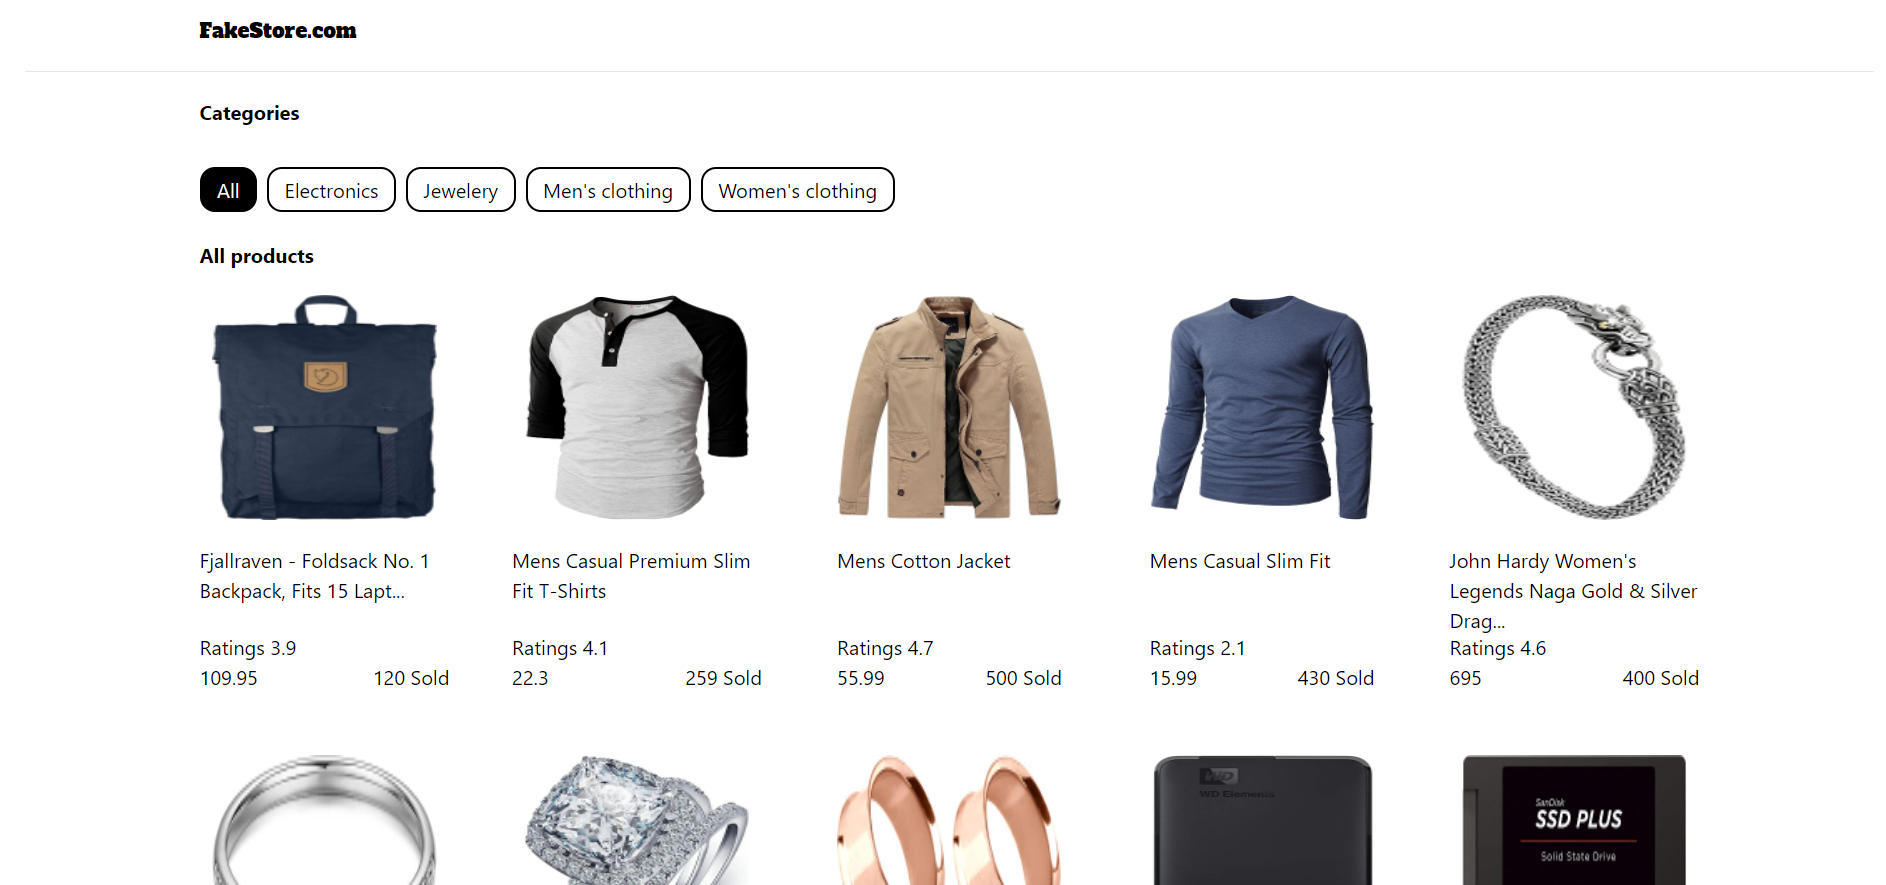 FakeStore.com
Categories
All
Electronics
Jewelery
Men's clothing
Women's clothing
All products
Fjallraven - Foldsack No. 1
Backpack, Fits 15 Lapt...
Ratings 3.9
109.95
120 Sold
Mens Casual Premium Slim
Fit T-Shirts
Ratings 4.1
22.3
259 Sold
Mens Cotton Jacket
Ratings 4.7
55.99
500 Sold
Mens Casual Slim Fit
Ratings 2.1
15.99
430 Sold
John Hardy Women's
Legends Naga Gold & Silver
Drag...
Ratings 4.6
695
400 Sold
WD
WD Elements
SanDisk
SSD PLUS
Solid State Drive